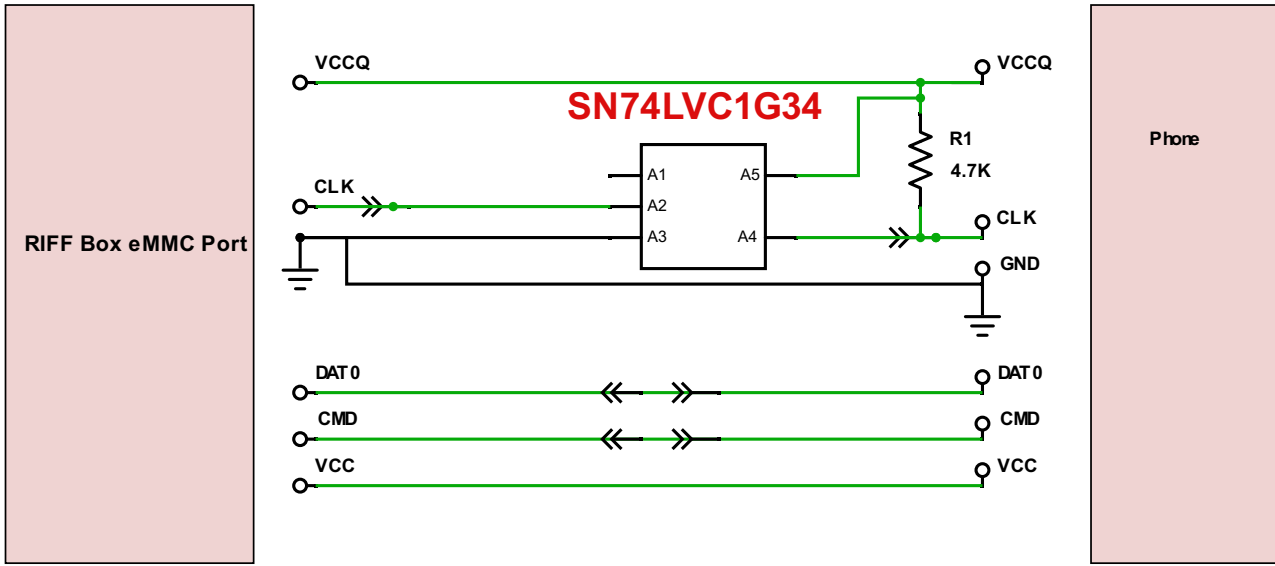 VCCQ
VCCQ
SN74LVC1G34
R1
4.7K
Phone
A1
A5
CLK
A2
CLK
RIFF Box eMMC Port
A3
A4
GND
DAT0
DAT0
CMD
CMD
VCC
VCC